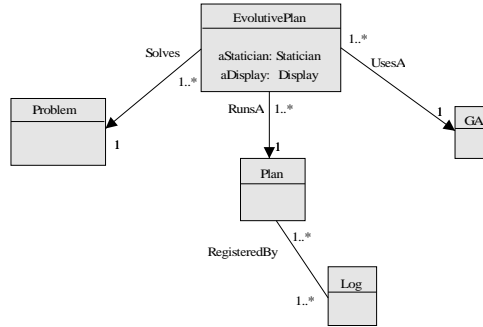 EvolutivePlan
aStatician: Statician
aDisplay: Display
Solves
1..*
1..*
UsesA
1..*
RunsA
1..*
Problem
1
1
GA
1
Plan
1..*
RegisteredBy
1..*
Log